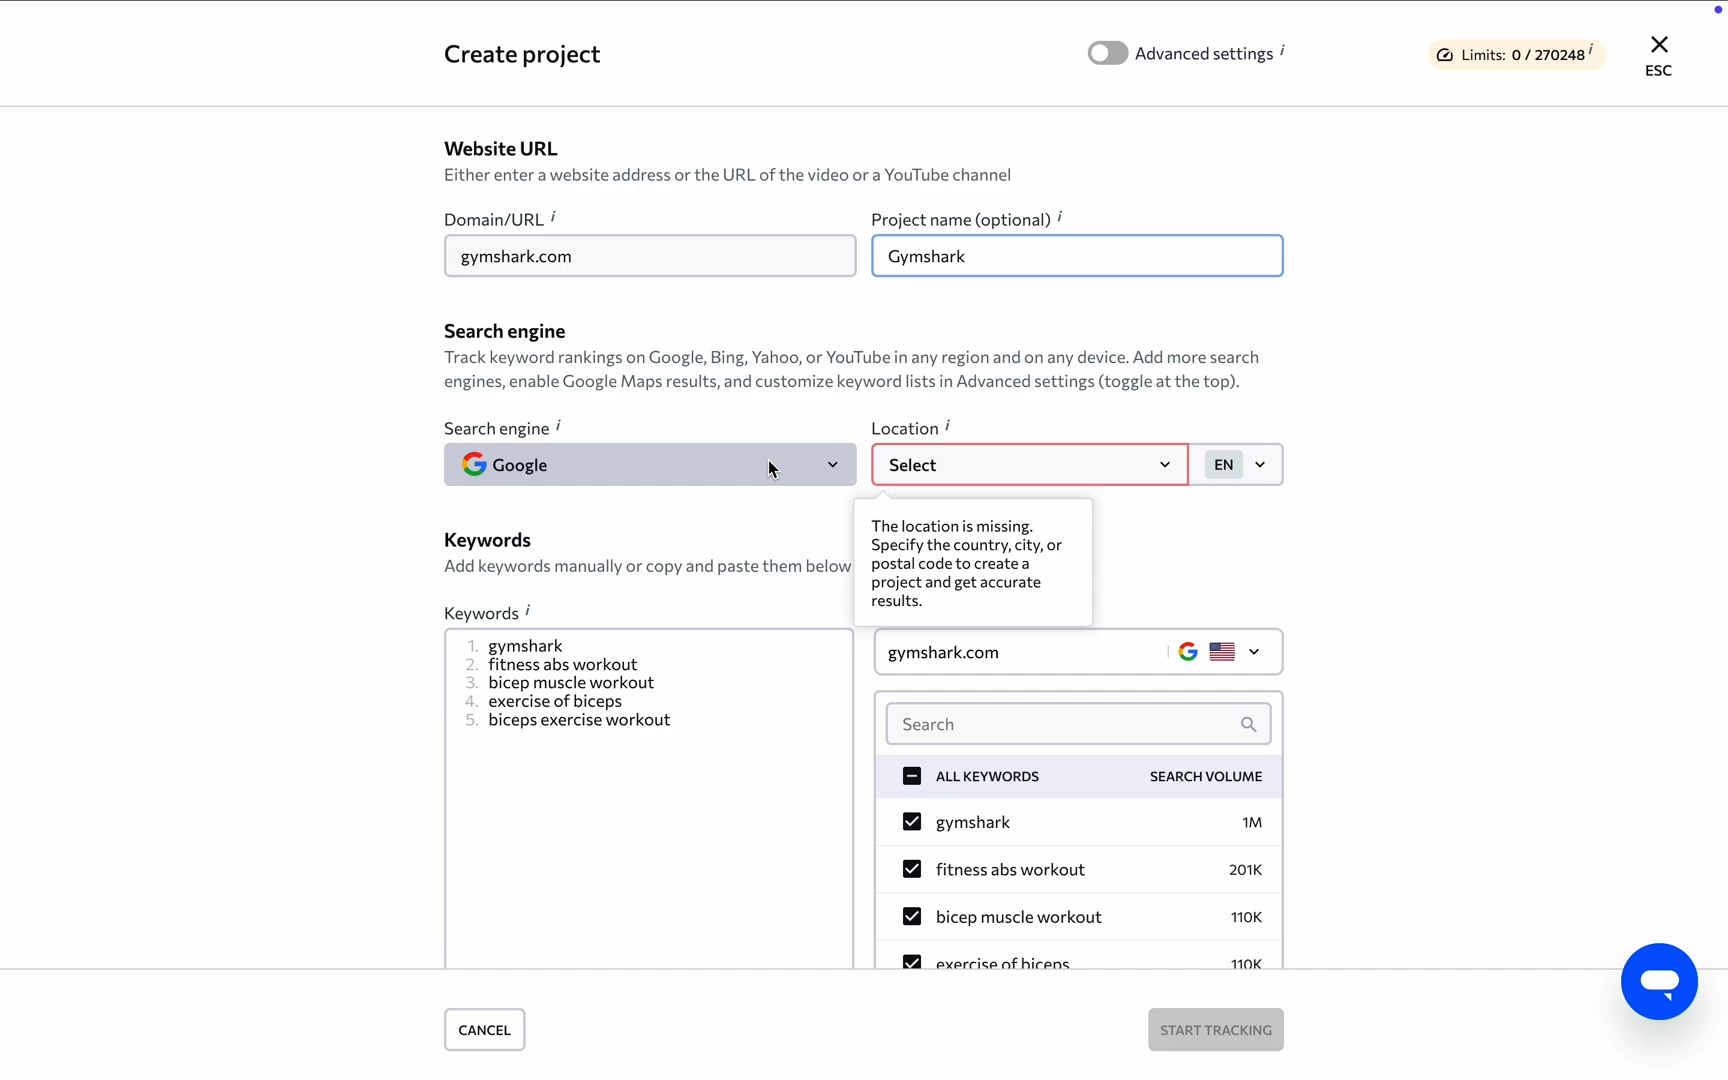 Create project
Advanced settings i
Limits: 0 / 270248 i
ESC
Website URL
Either enter a website address or the URL of the video or a YouTube channel
Domain/URL i
Project name (optional) i
gymshark.com
Gymshark
Search engine
Track keyword rankings on Google, Bing, Yahoo, or YouTube in any region and on any device. Add more search
engines, enable Google Maps results, and customize keyword lists in Advanced settings (toggle at the top).
Search engine i
Location i
Google
Select
EN
The location is missing.
Specify the country, city, or
postal code to create a
project and get accurate
results.
Keywords
Add keywords manually or copy and paste them below
Keywords i
1. gymshark
2. fitness abs workout
3. bicep muscle workout
4. exercise of biceps
5. biceps exercise workout
gymshark.com
Search
ALL KEYWORDS SEARCH VOLUME
gymshark 1M
fitness abs workout 201K
bicep muscle workout 110K
exercise of biceps 110K
CANCEL
START TRACKING